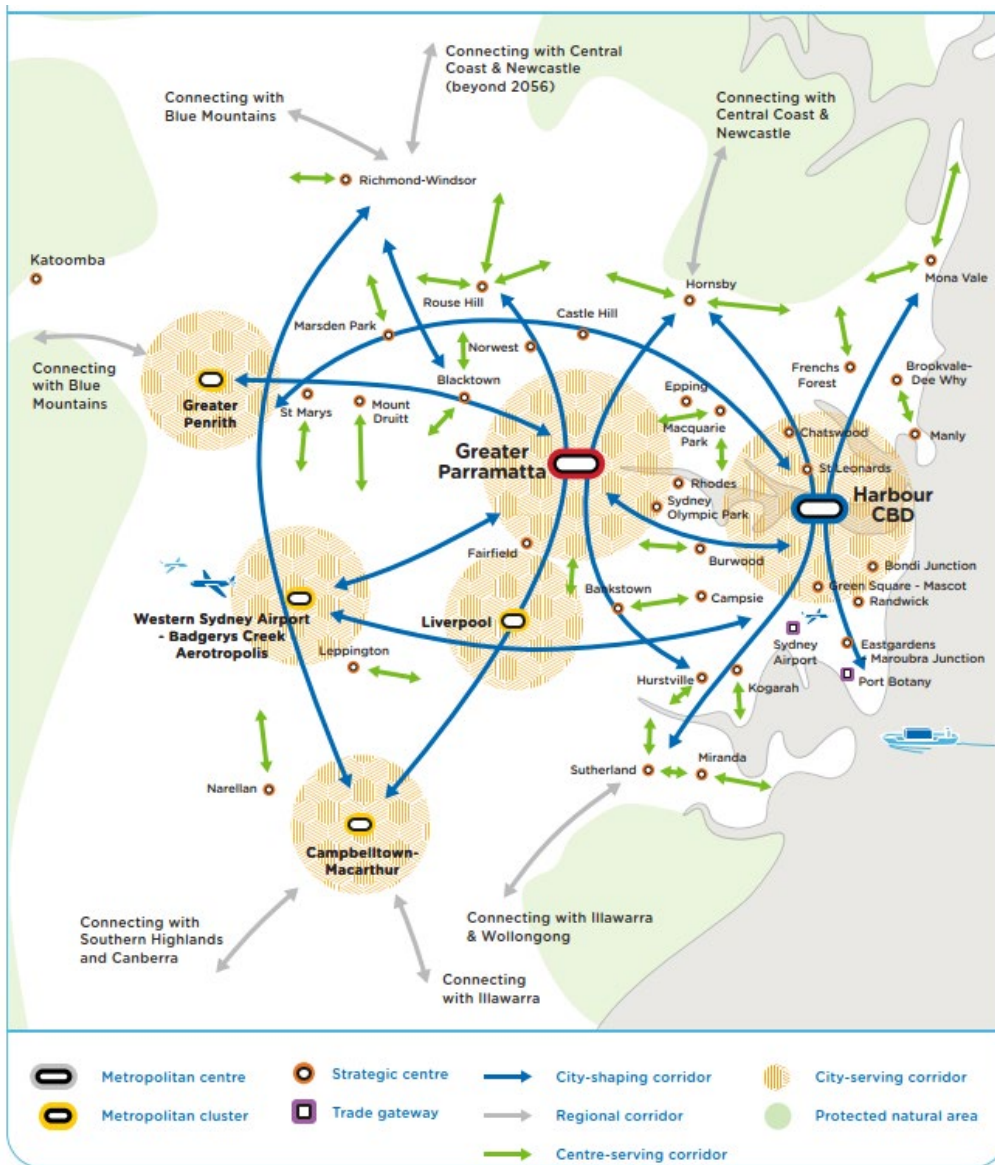 Connecting with Central
Coast & Newcastle
(beyond 2056)
Connecting with
Blue Mountains
Connecting with
Central Coast &
Newcastle
Richmond-Windsor
Katoomba
Mona Vale
Rouse Hill
Hornsby
Marsden Park
Castle Hill
Norwest
Connecting
with Blue
Mountains
Blacktown
Frenchs
Forest
Brookvale-
Dee Why
Greater
Penrith
St Marys
Mount
Druitt
Epping
Macquarie
Park
Chatswood
Manly
Greater
Parramatta
St Leonards
Rhodes
Harbour
CBD
Sydney
Olympic Park
Fairfield
Burwood
Bondi Junction
Bankstown
Campsie
Green Square - Mascot
Randwick
Western Sydney Airport
- Badgerys Creek
Aerotropolis
Liverpool
Leppington
Sydney
Airport
Eastgardens
- Maroubra Junction
Hurstville
Kogarah
Port Botany
Narellan
Sutherland
Miranda
Campbelltown-
Macarthur
Connecting with
Southern Highlands
and Canberra
Connecting with Illawarra
& Wollongong
Connecting
with Illawarra
Metropolitan centre
Strategic centre
City-shaping corridor
City-serving corridor
Metropolitan cluster
Trade gateway
Regional corridor
Protected natural area
Centre-serving corridor